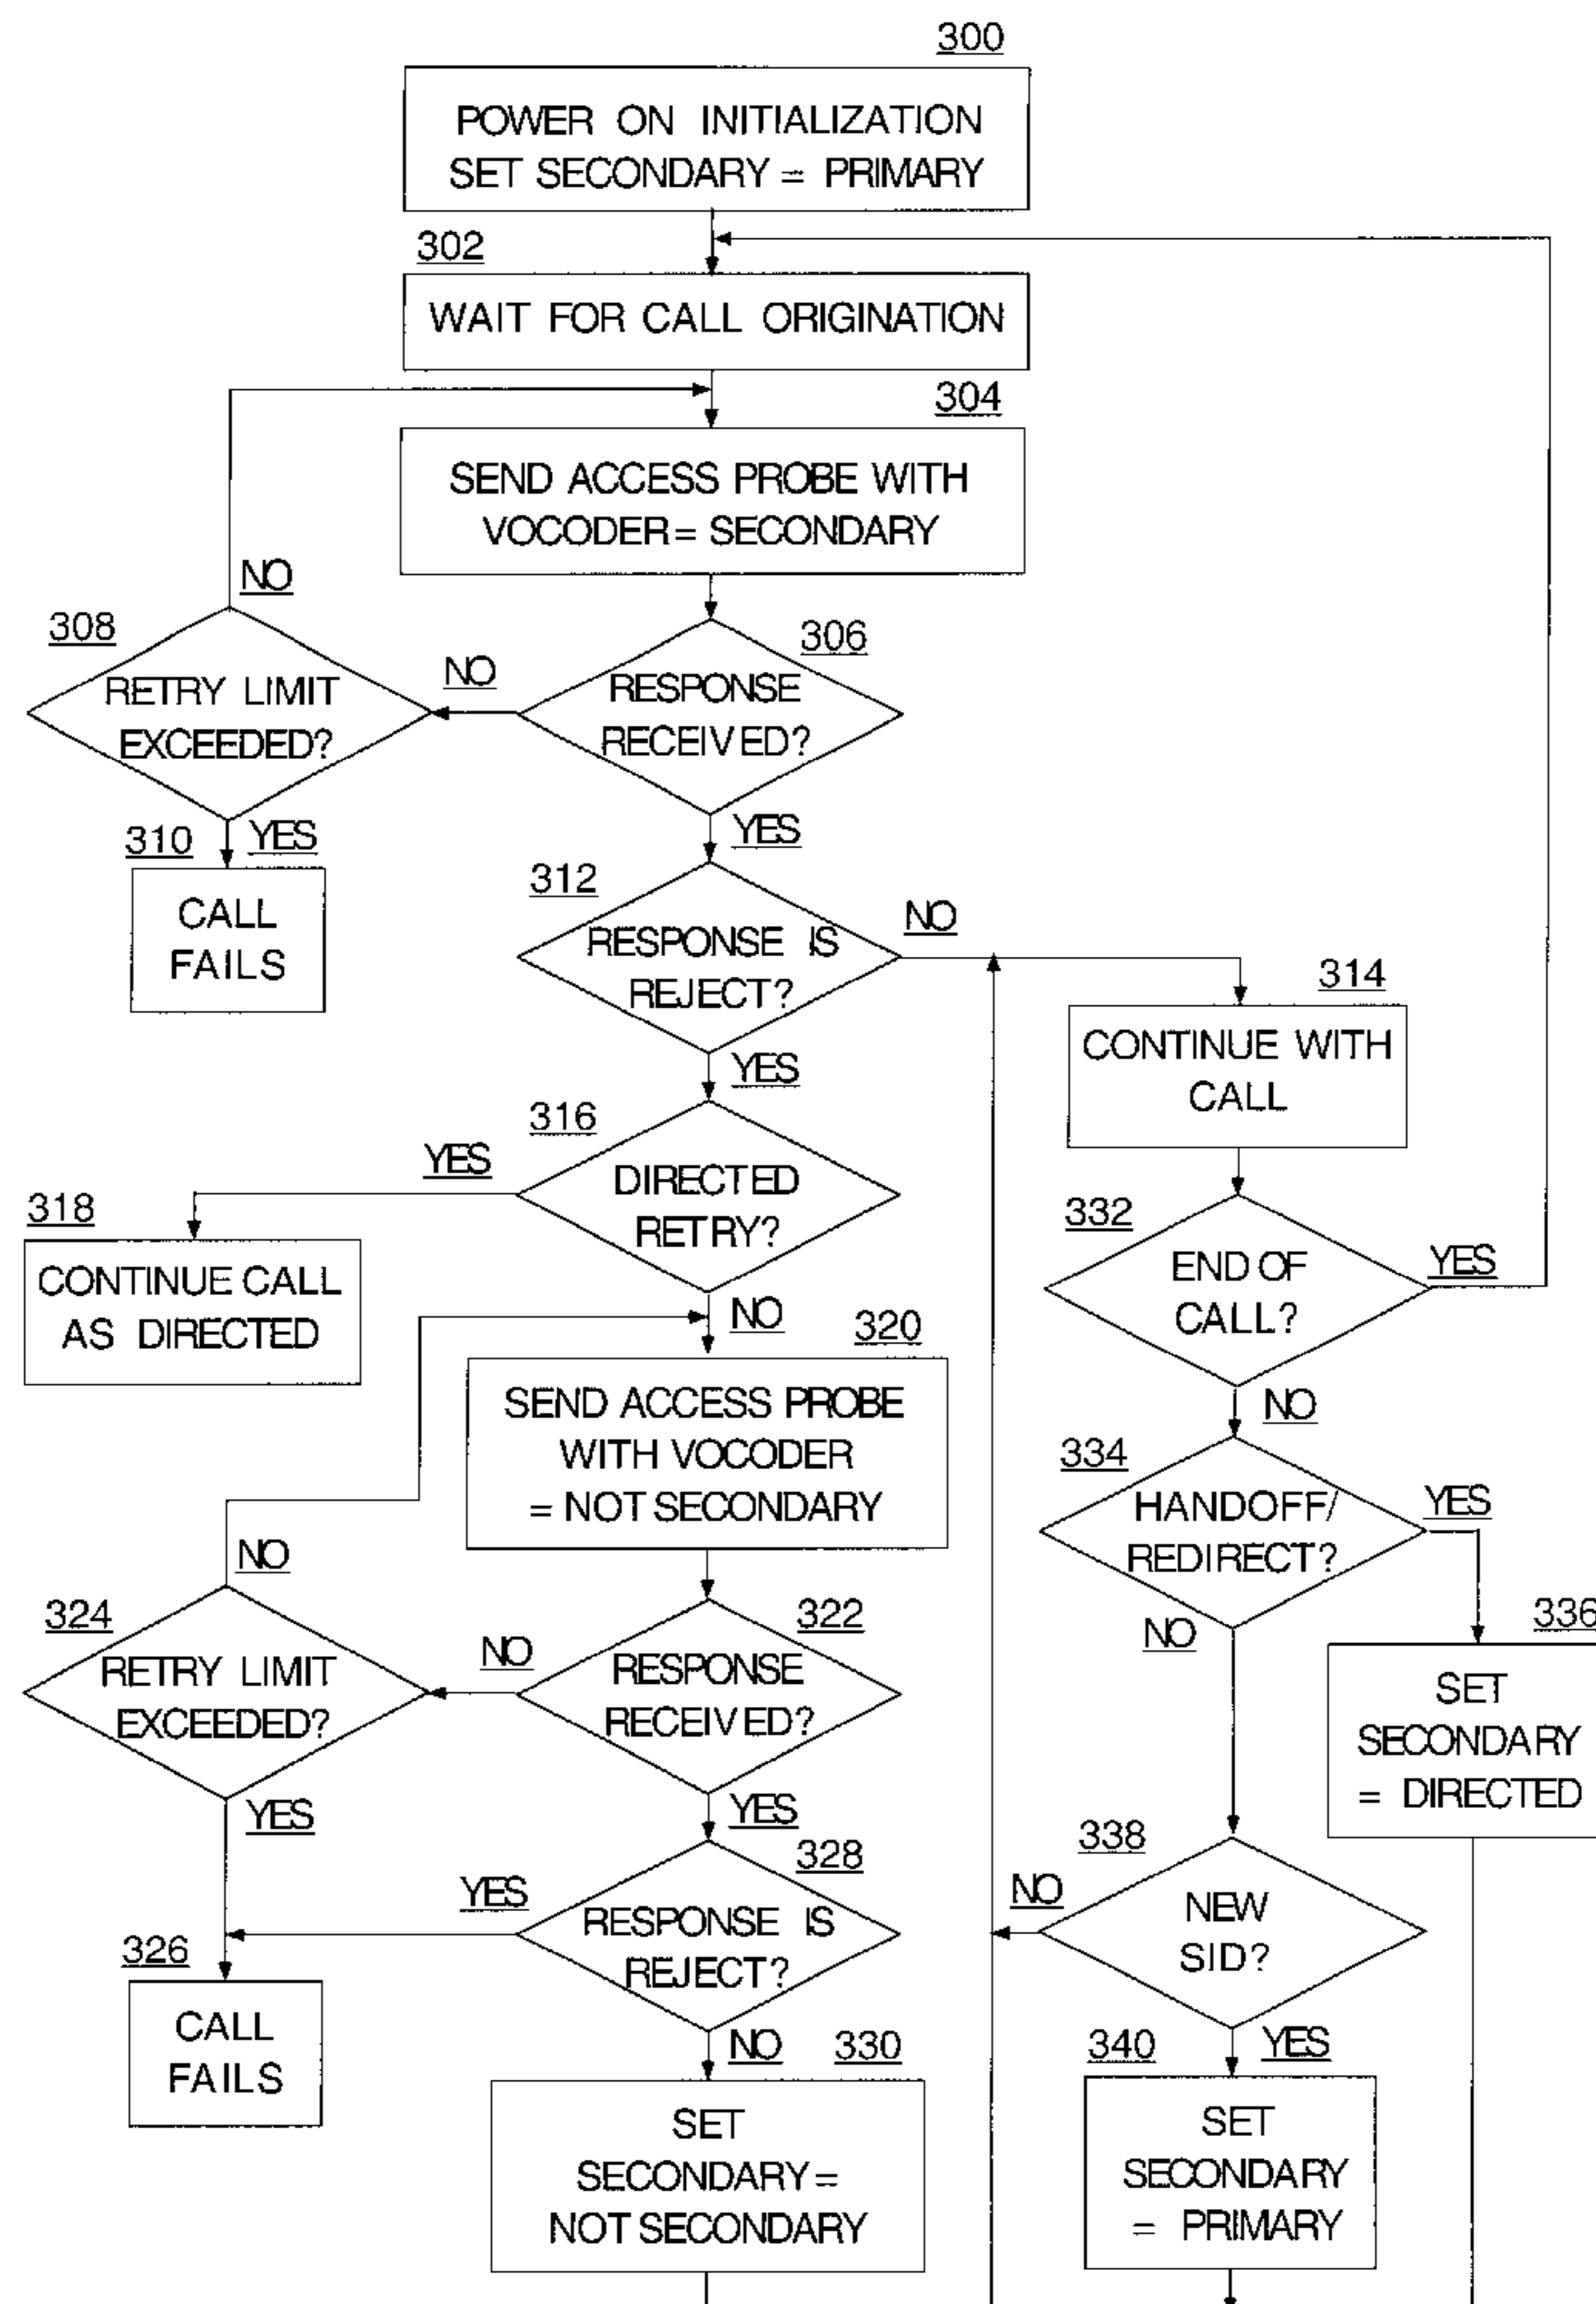 300
POWER ON INITIALIZATION
SET SECONDARY = PRIMARY
302
WAIT FOR CALL ORIGINATION
304
SEND ACCESS PROBE WITH
VOCODER = SECONDARY
NO
308
RETRY LIMIT
EXCEEDED?
NO
306
RESPONSE
RECEIVED?
310
YES
CALL
FAILS
YES
312
RESPONSE IS
REJECT?
NO
314
CONTINUE WITH
CALL
YES
316
DIRECTED
RETRY?
YES
318
CONTINUE CALL
AS DIRECTED
332
END OF
CALL?
YES
NO
320
SEND ACCESS PROBE
WITH VOCODER
= NOT SECONDARY
NO
334
HANDOFF/
REDIRECT?
YES
NO
336
SET
SECONDARY
= DIRECTED
NO
324
RETRY LIMIT
EXCEEDED?
NO
322
RESPONSE
RECEIVED?
YES
YES
328
RESPONSE IS
REJECT?
YES
326
CALL
FAILS
338
NEW
SID?
NO
NO
330
SET
SECONDARY =
NOT SECONDARY
340
YES
SET
SECONDARY
= PRIMARY